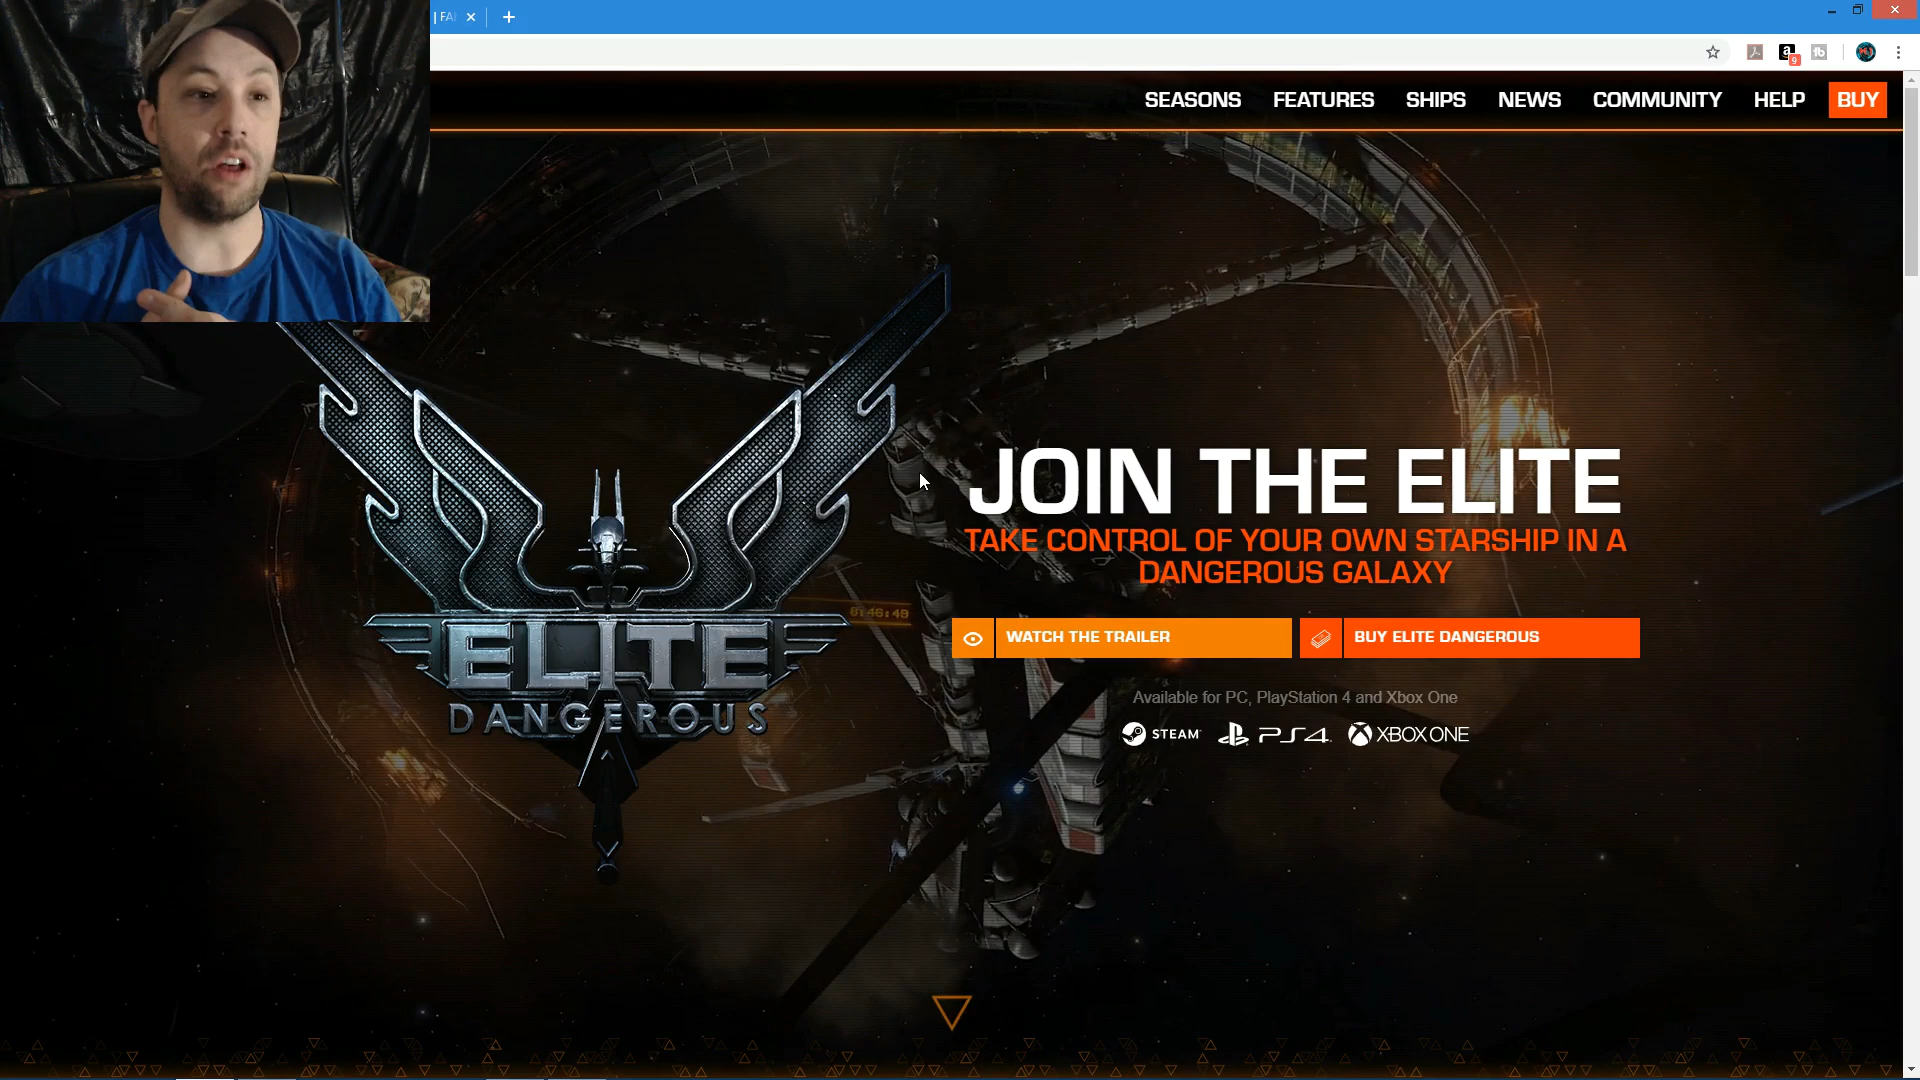 | FA
SEASONS FEATURES SHIPS NEWS COMMUNITY HELP BUY
JOIN THE ELITE
TAKE CONTROL OF YOUR OWN STARSHIP IN A
DANGEROUS GALAXY
WATCH THE TRAILER
BUY ELITE DANGEROUS
Available for PC, PlayStation 4 and Xbox One
STEAM PS4 XBOX ONE
ELITE
DANGEROUS
9